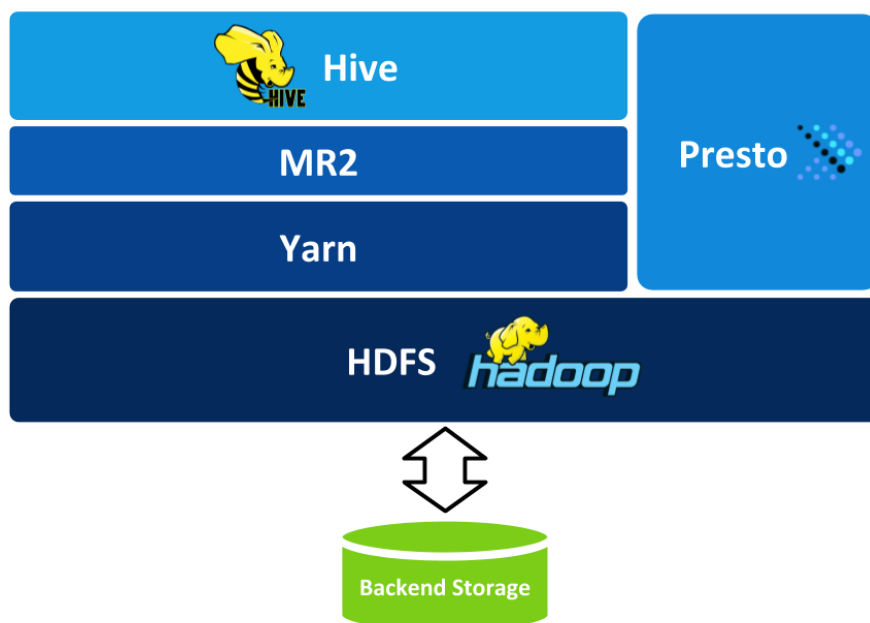 HIVE
Hive
Presto
MR2
Yarn
HDFS
hadoop
Backend Storage